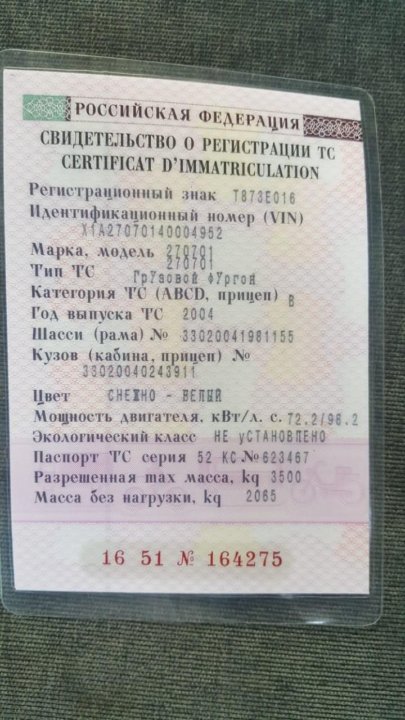 РОССИЙСКАЯ ФЕДЕРАЦИЯ
СВИДЕТЕЛЬСТВО О РЕГИСТРАЦИИ ТС
CERTIFICAT D'IMMATRICULATION
Регистрационный знак Т873ЕО16
Идентификационный номер (VIN)
X1A27070140004952
Марка, модель 270701
270701
Тип ТС
Грузовой фургон
Категория ТС (ABCD, прицеп) B
Год выпуска ТС 2004
Шасси (рама) № 33020041981155
Кузов (кабина, прицеп) №
33020040243911
Цвет СНЕЖНО - БЕЛЫЙ
Мощность двигателя, кВт/л. с. 72.2/98.2
Экологический класс НЕ УСТАНОВЛЕНО
Паспорт ТС серия 52 КС № 623467
Разрешенная max масса, kg 3500
Масса без нагрузки, kg 2065
16 51 № 164275